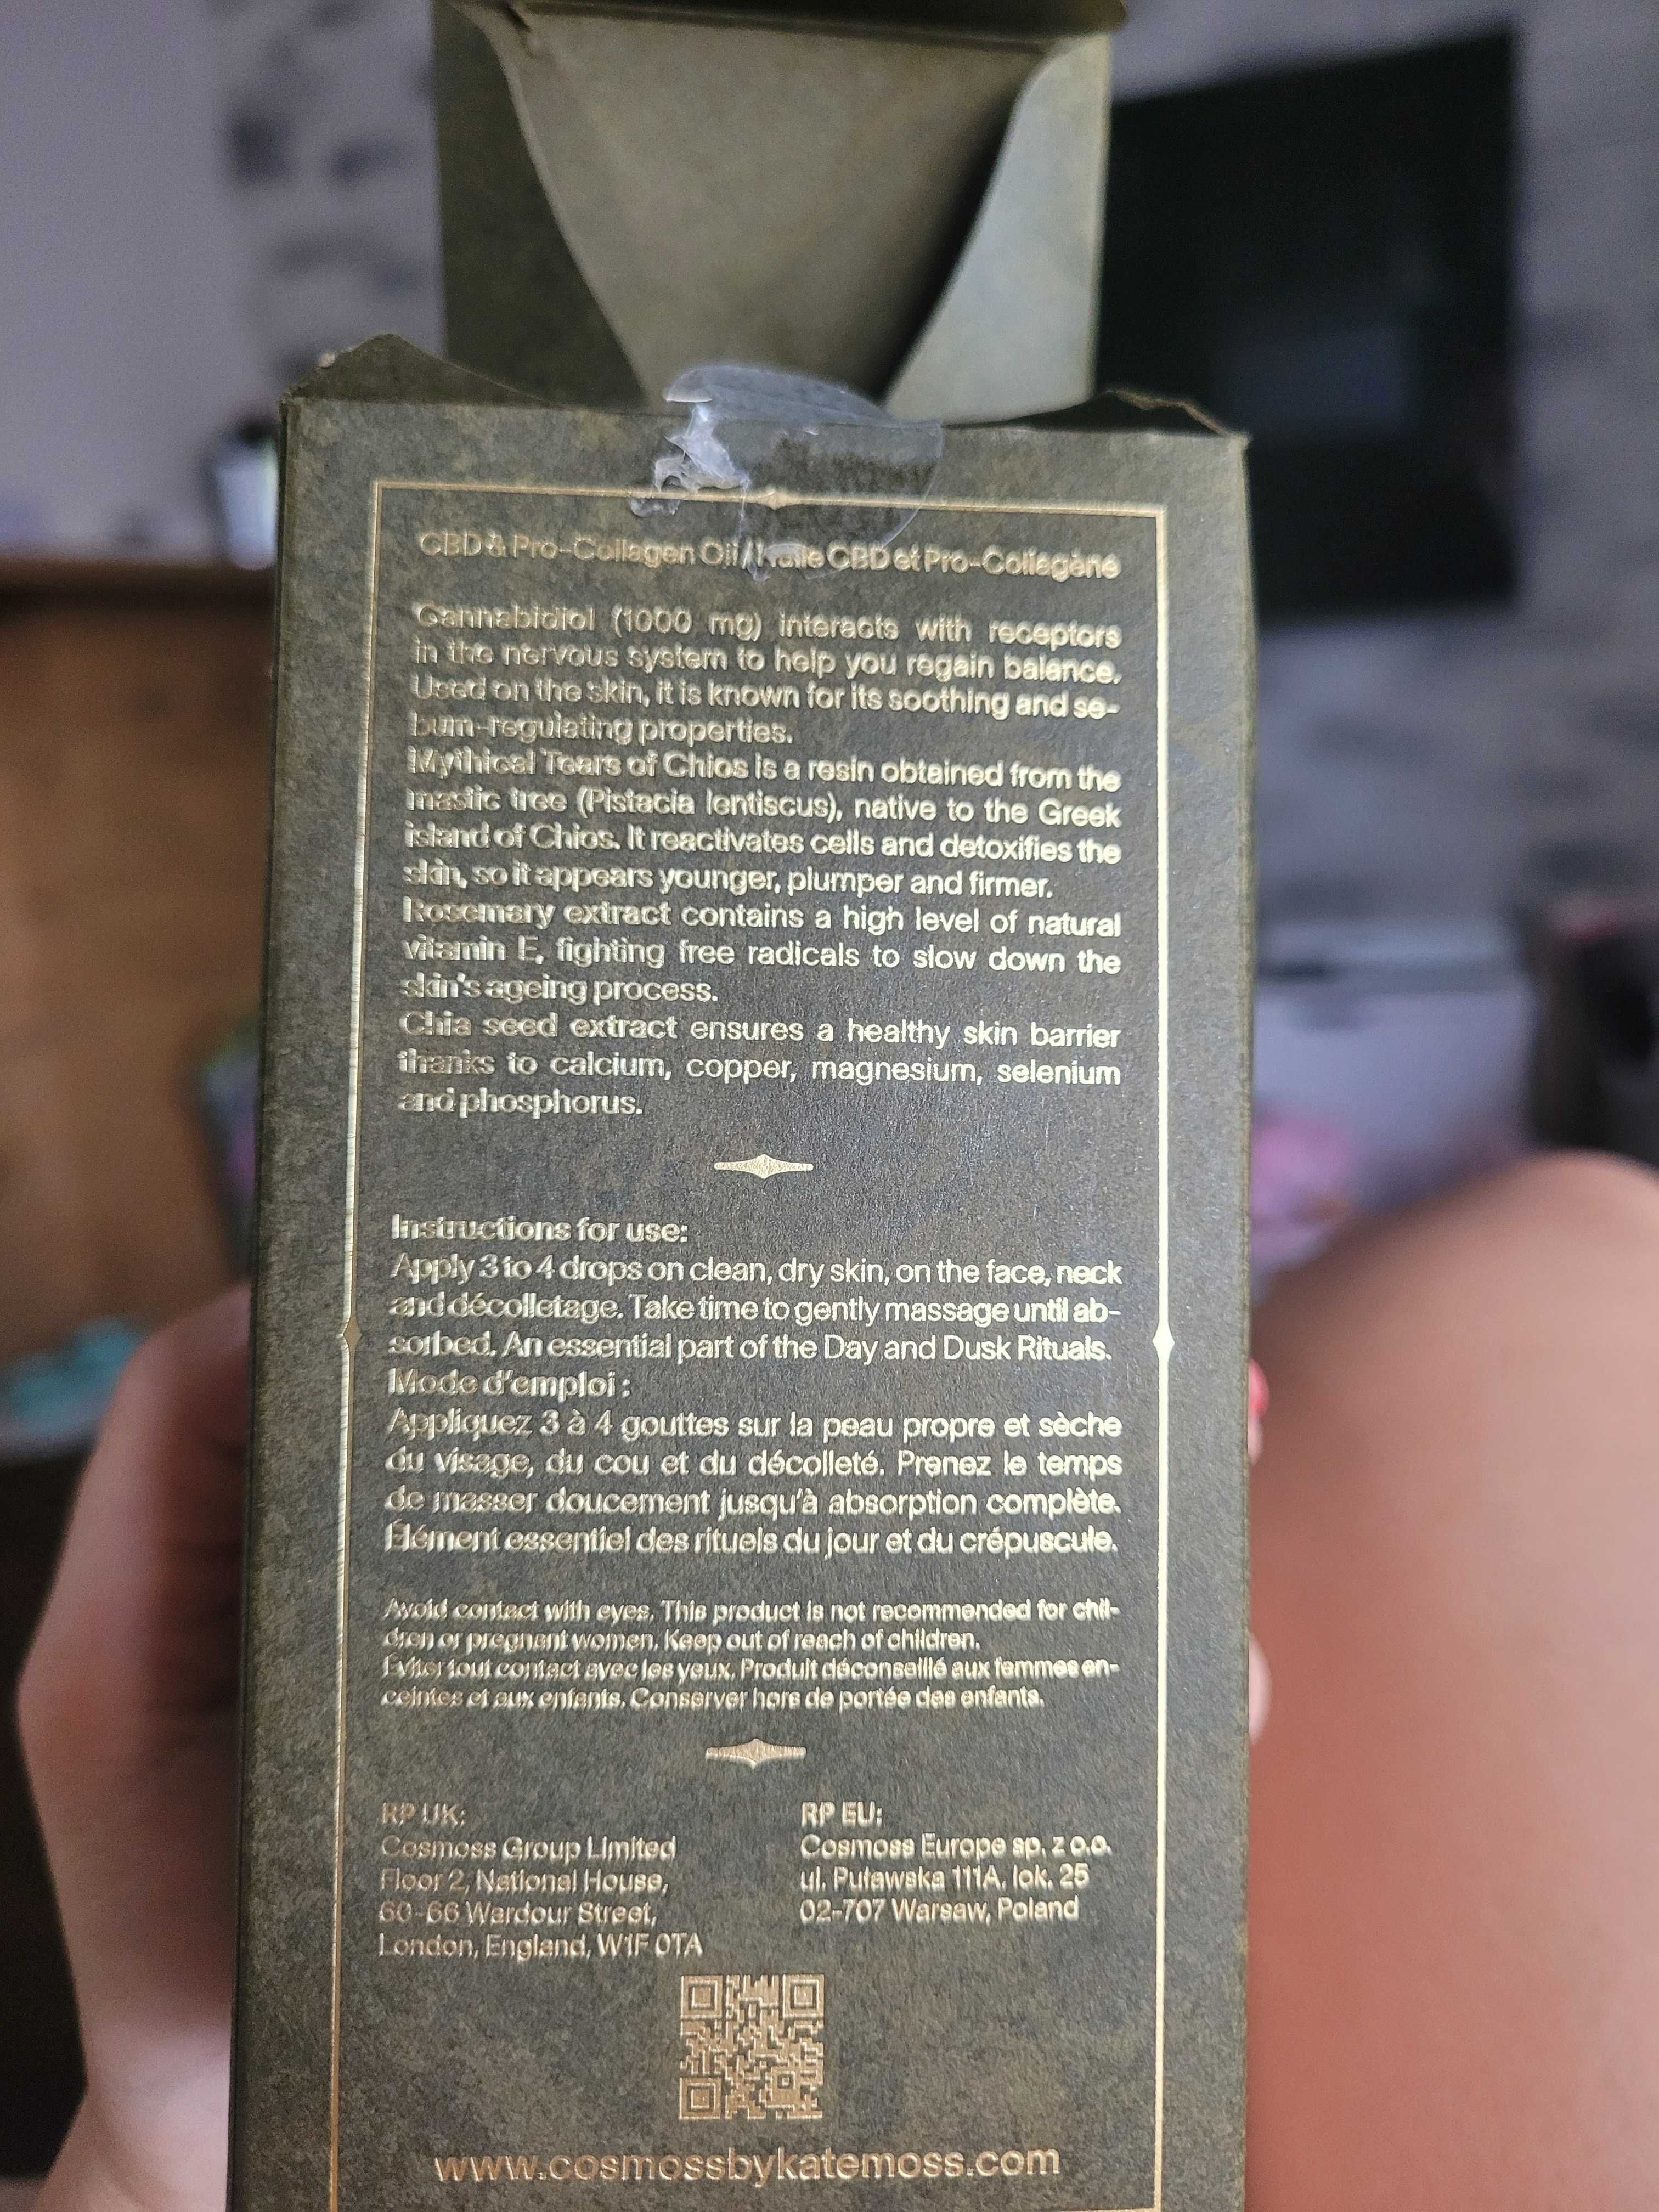 CBD & Pro-Collagen Oil / Huile CBD et Pro-Collagène
Cannabidiol (1000 mg) interacts with receptors
in the nervous system to help you regain balance.
Used on the skin, it is known for its soothing and se-
bum-regulating properties.
Mythical Tears of Chios is a resin obtained from the
mastic tree (Pistacia lentiscus), native to the Greek
island of Chios. It reactivates cells and detoxifies the
skin, so it appears younger, plumper and firmer.
Rosemary extract contains a high level of natural
vitamin E, fighting free radicals to slow down the
skin's ageing process.
Chia seed extract ensures a healthy skin barrier
thanks to calcium, copper, magnesium, selenium
and phosphorus.
Instructions for use:
Apply 3 to 4 drops on clean, dry skin, on the face, neck
and décolletage. Take time to gently massage until ab-
sorbed. An essential part of the Day and Dusk Rituals.
Mode d'emploi :
Appliquez 3 à 4 gouttes sur la peau propre et sèche
du visage, du cou et du décolleté. Prenez le temps
de masser doucement jusqu'à absorption complète.
Élément essentiel des rituels du jour et du crépuscule.
Avoid contact with eyes. This product is not recommended for chil-
dren or pregnant women. Keep out of reach of children.
Éviter tout contact avec les yeux. Produit déconseillé aux femmes en-
ceintes et aux enfants. Conserver hors de portée des enfants.
RP UK:
Cosmoss Group Limited
Floor 2, National House,
60-66 Wardour Street,
London, England, W1F 0TA
RP EU:
Cosmoss Europe sp. z o.o.
ul. Puławska 111A, lok. 25
02-707 Warsaw, Poland
www.cosmossbykatemoss.com